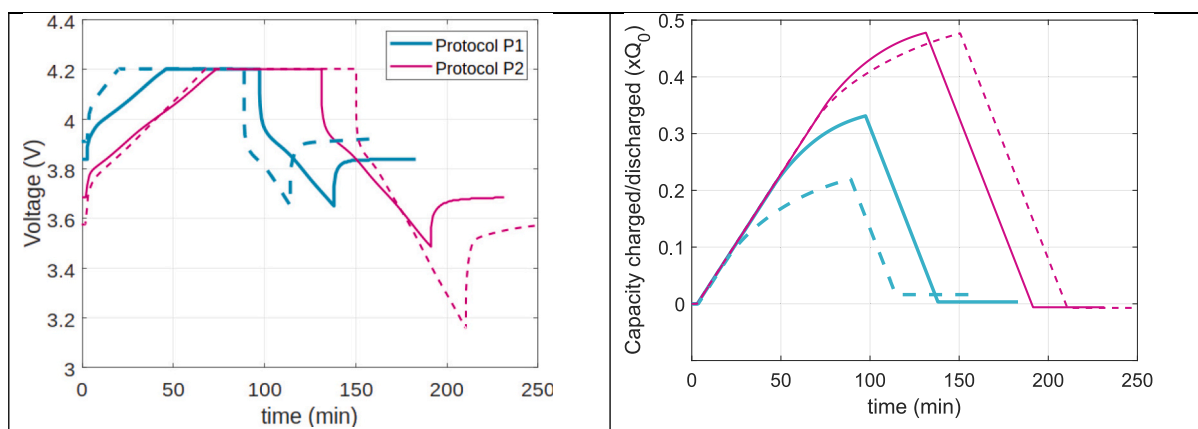 4.4
4.2
4
3.8
3.6
3.4
3.2
3
Voltage (V)
Protocol P1
Protocol P2
0 50 100 150 200 250
time (min)
0.5
0.4
0.3
0.2
0.1
0
Capacity charged/discharged (xQ_0)
0 50 100 150 200 250
time (min)